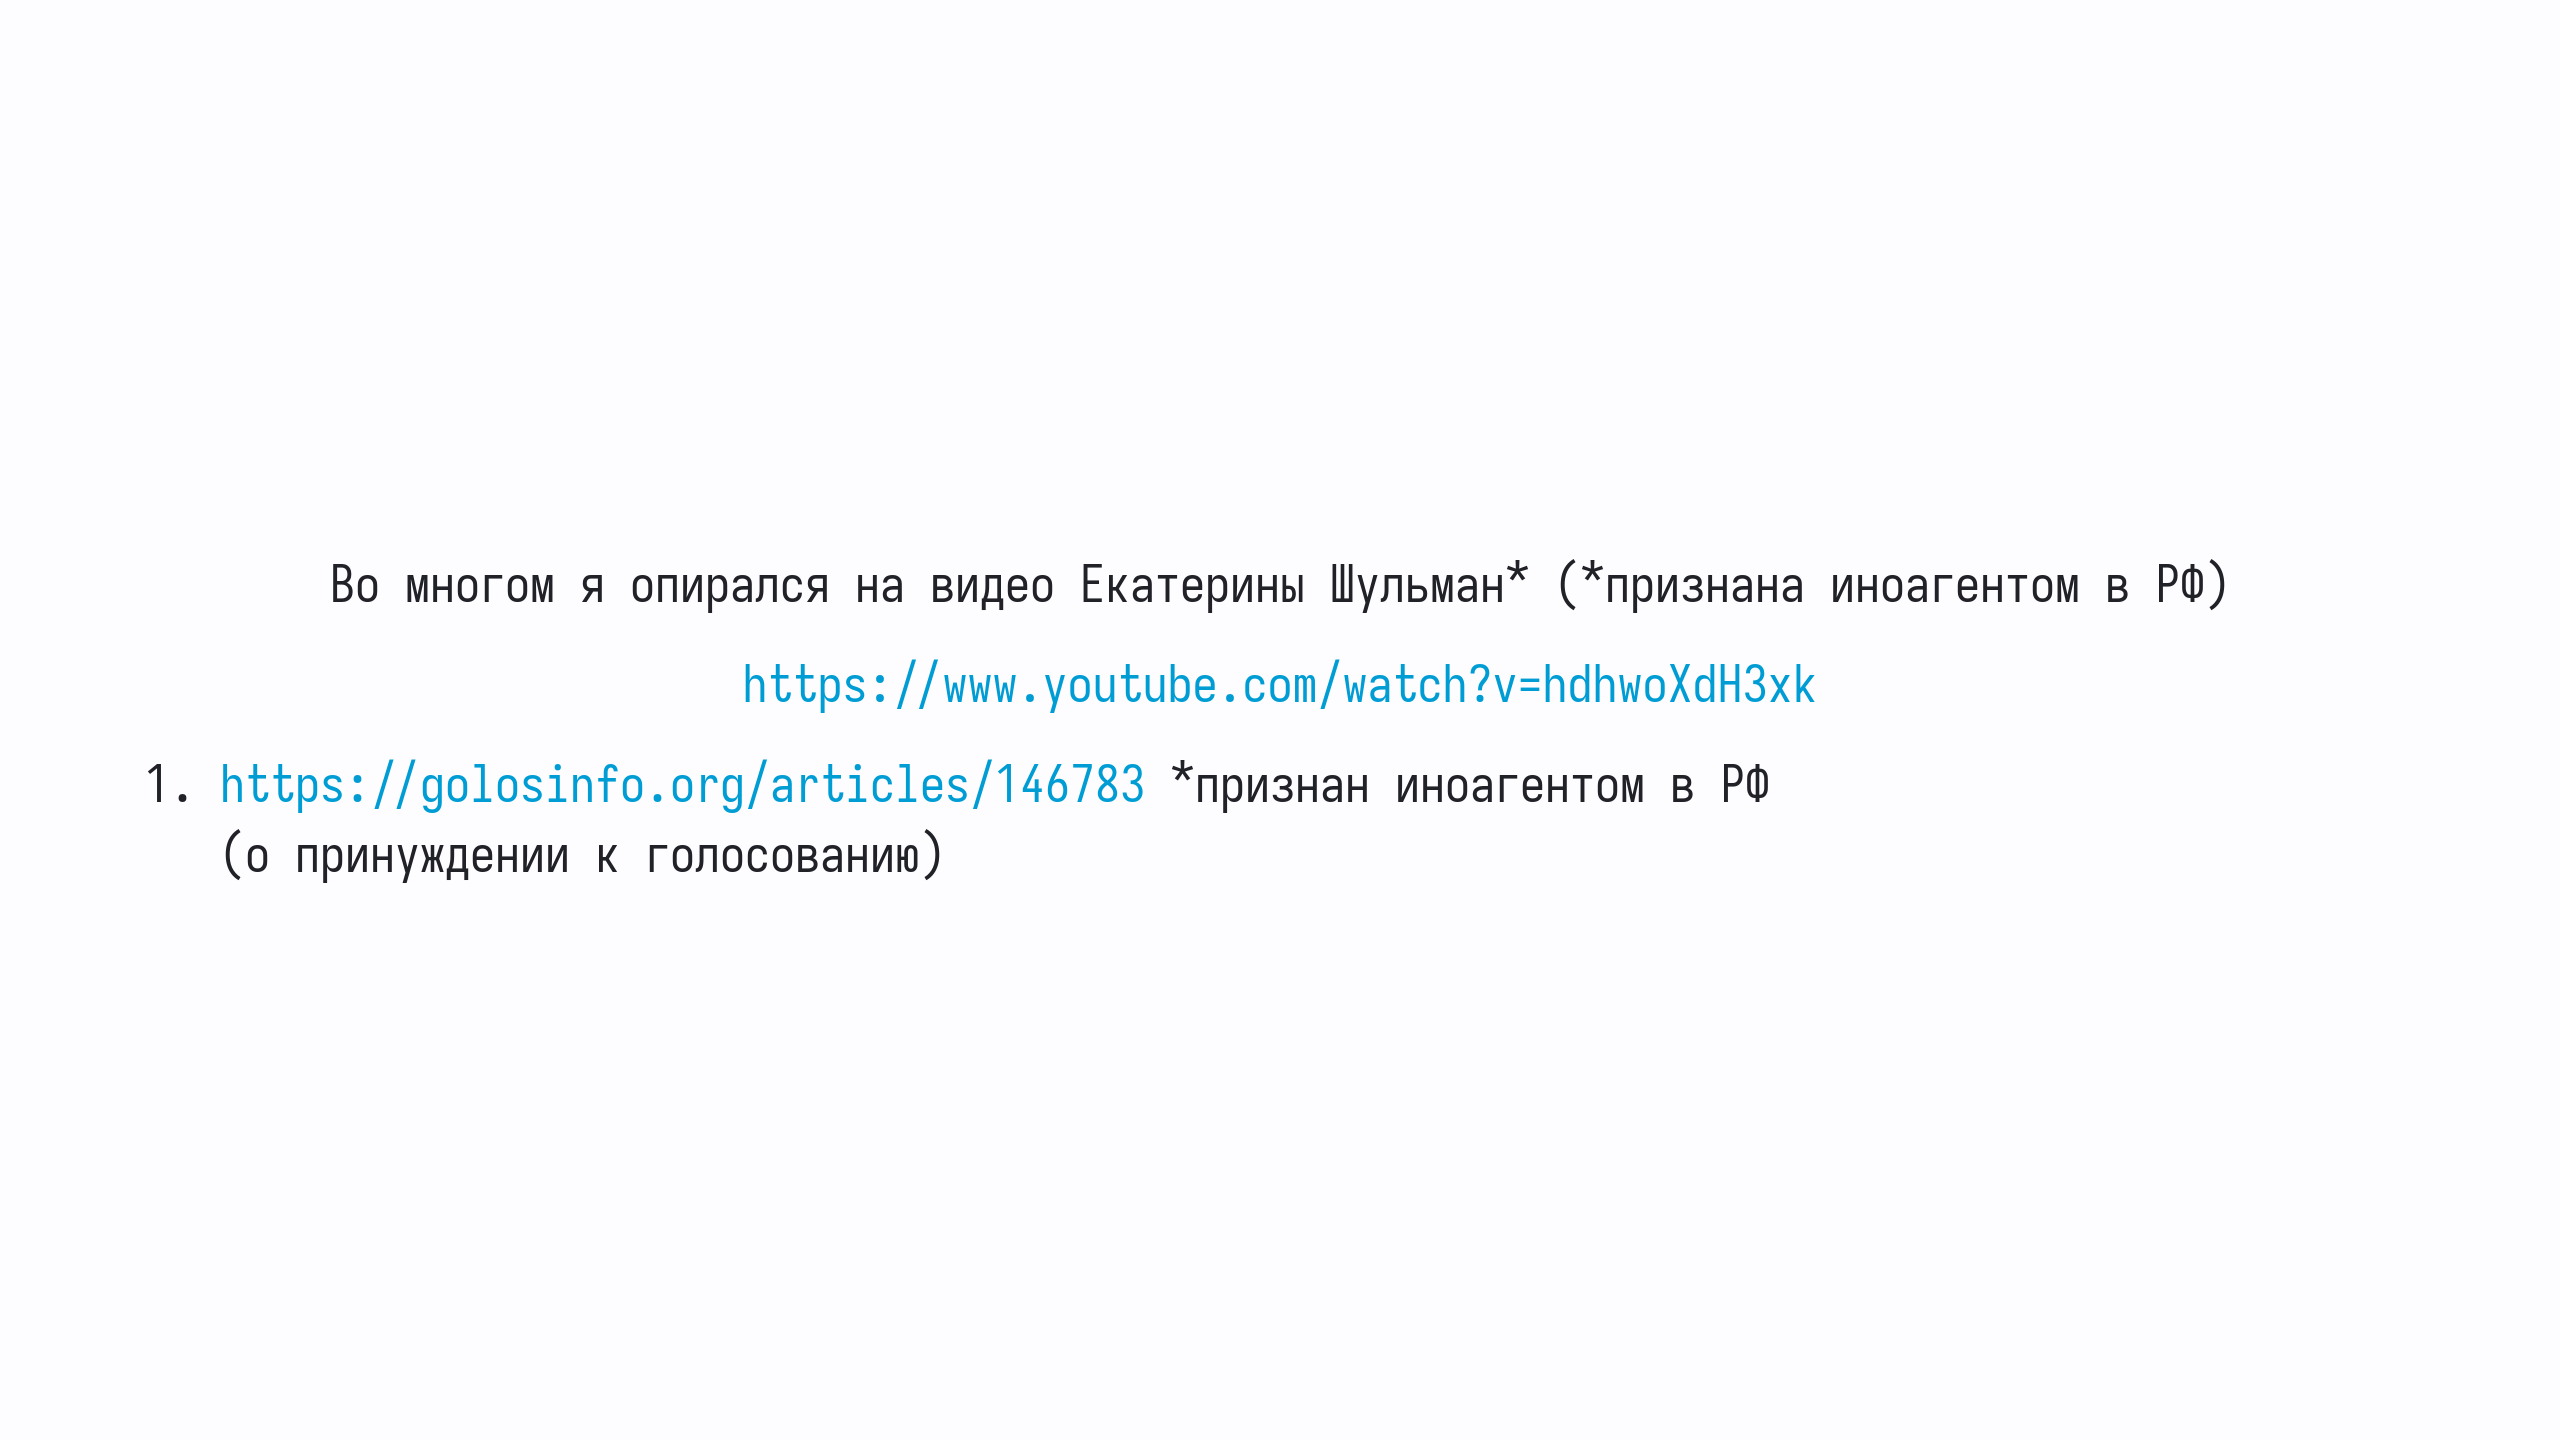 Во многом я опирался на видео Екатерины Шульман* (*признана иноагентом в РФ)
https://www.youtube.com/watch?v=hdhwoXdH3xk
1. https://golosinfo.org/articles/146783 *признан иноагентом в РФ
(о принуждении к голосованию)